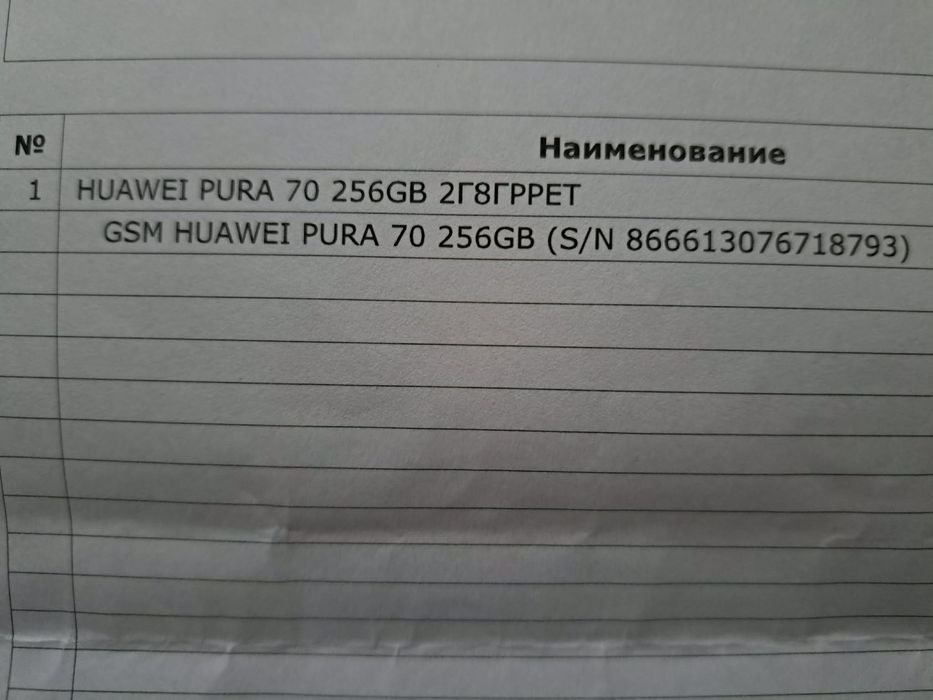 № Наименование
1 HUAWEI PURA 70 256GB 2Г8ГРРЕТ
GSM HUAWEI PURA 70 256GB (S/N 866613076718793)